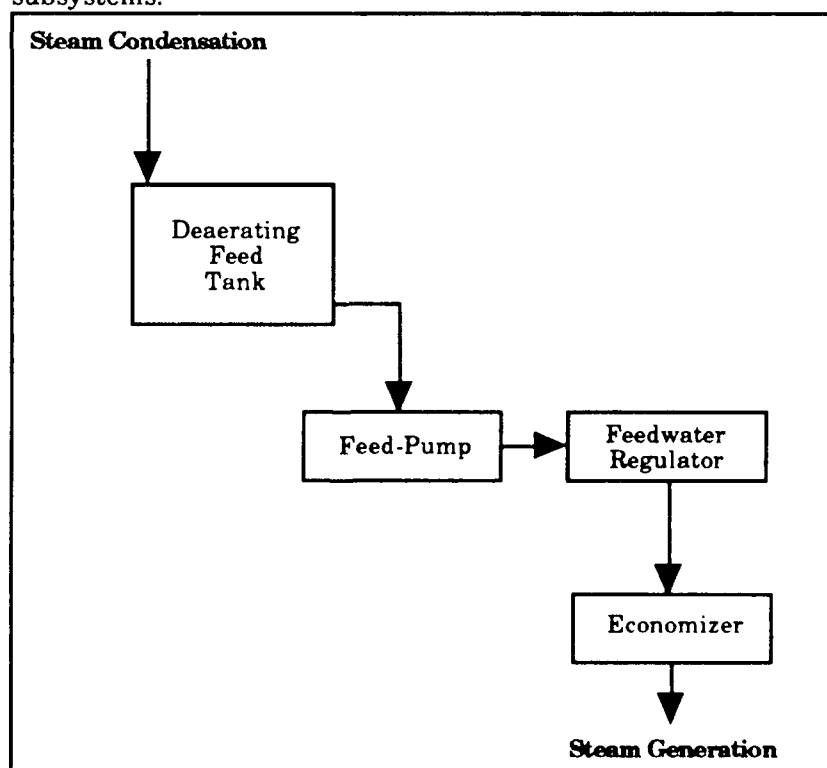 subsystems.
Steam Condensation
Deaerating
Feed
Tank
Feed-Pump
Feedwater
Regulator
Economizer
Steam Generation